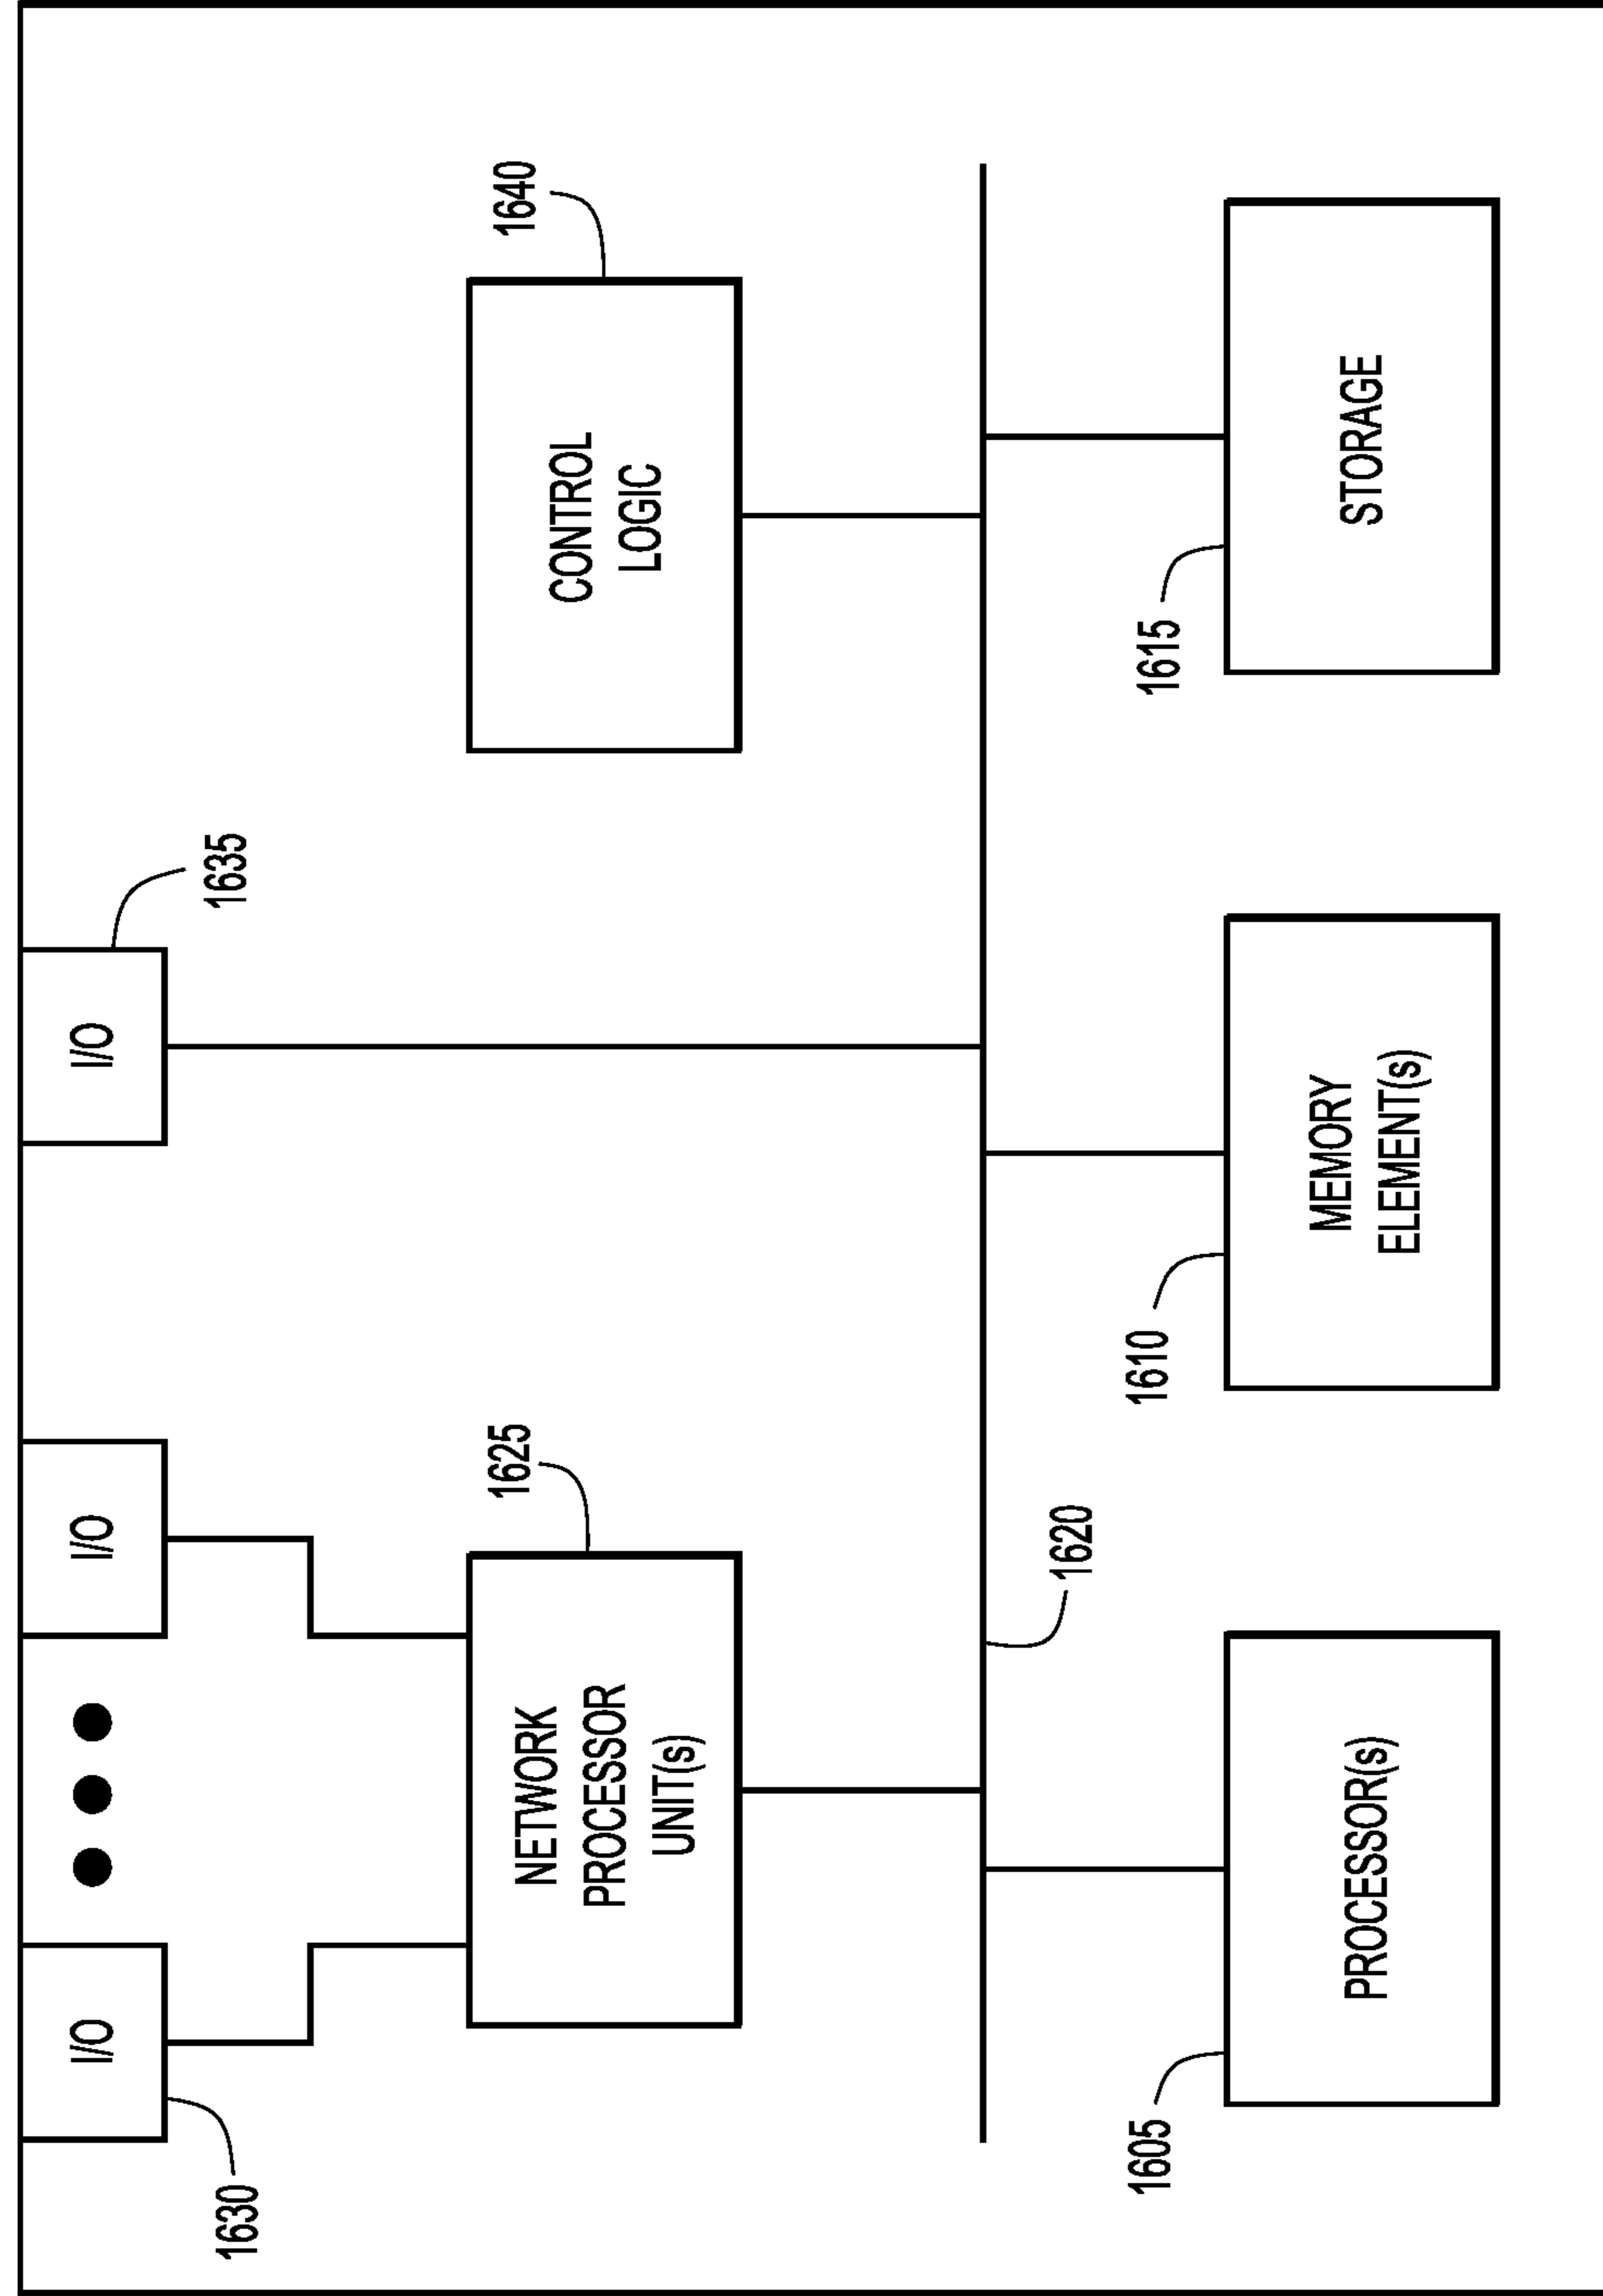 I/O
I/O
I/O
1630
1635
NETWORK
PROCESSOR
UNIT(s)
1625
CONTROL
LOGIC
1640
1620
1605
PROCESSOR(s)
1610
MEMORY
ELEMENT(s)
1615
STORAGE